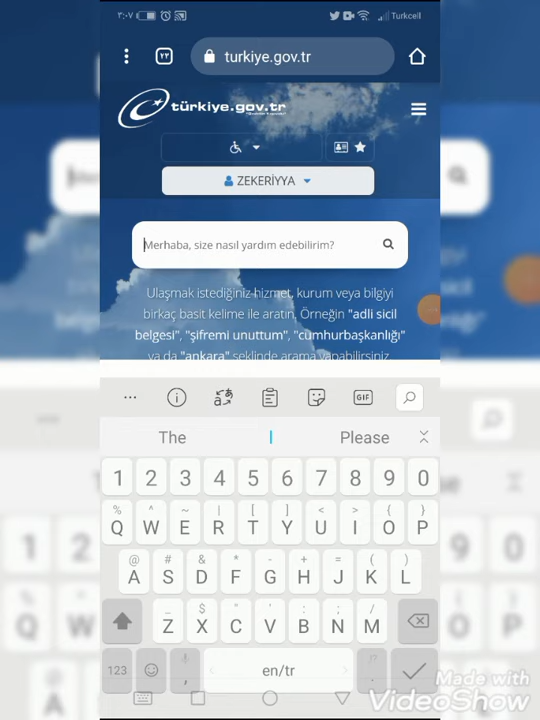 ٣:٠٧ Turkcell
٢٣ turkiye.gov.tr
türkiye.gov.tr
ZEKERİYYA
Merhaba, size nasıl yardım edebilirim?
Ulaşmak istediğiniz hizmet, kurum veya bilgiyi
birkaç basit kelime ile aratın. Örneğin "adli sicil
belgesi", "şifremi unuttum", "cumhurbaşkanlığı"
ya da "ankara" şeklinde arama yapabilirsiniz.
GIF
The I Please
1 2 3 4 5 6 7 8 9 0
% ^ ~ | [ ] < > { }
Q W E R T Y U I O P
@ # & * - + = ( )
A S D F G H J K L
_ $ " ' : ; /
Z X C V B N M
123 , en/tr !? .
Made with
VideoShow